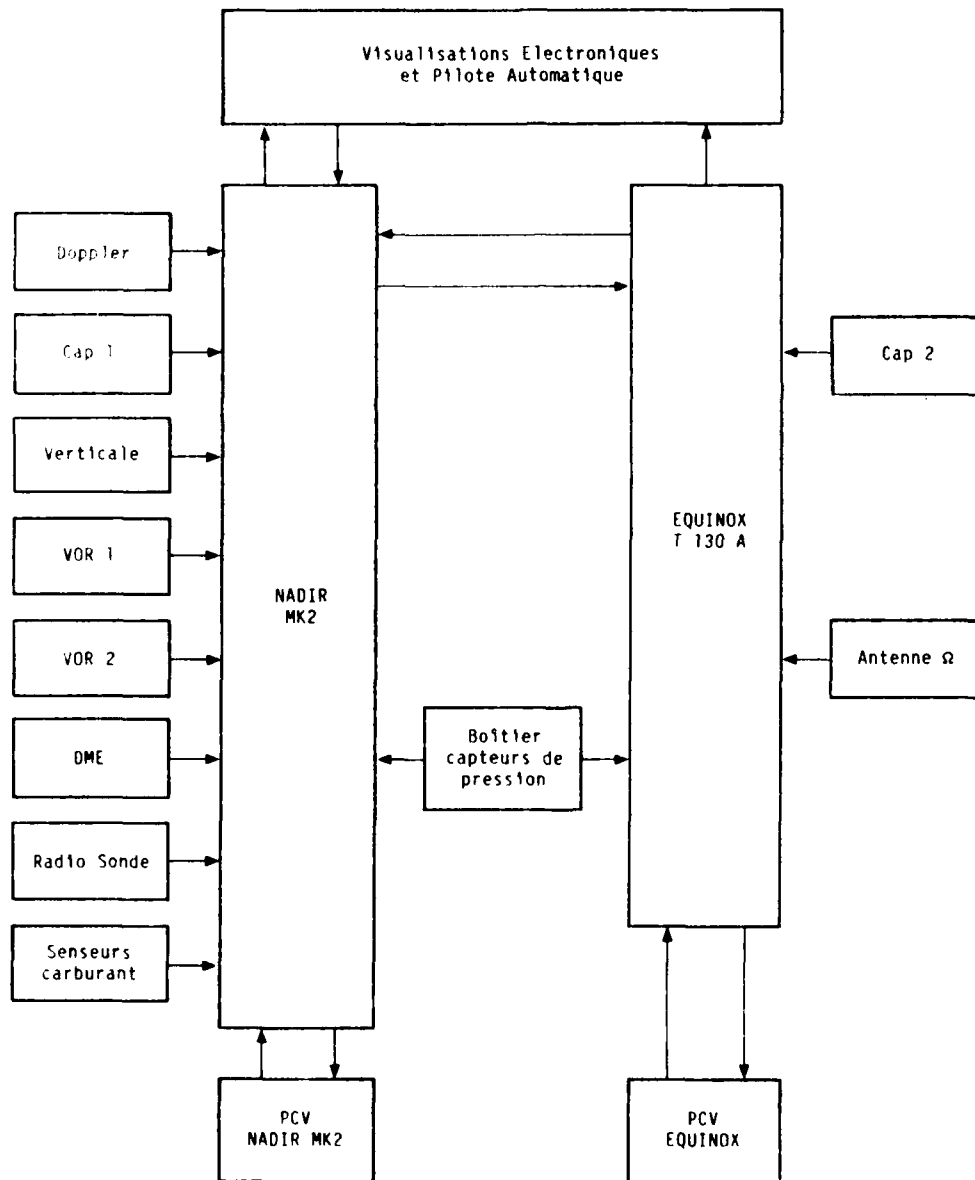 Visualisations Electroniques
et Pilote Automatique
Doppler
Cap 1
Verticale
VOR 1
VOR 2
DME
Radio Sonde
Senseurs
carburant
NADIR
MK2
Boîtier
capteurs de
pression
EQUINOX
T 130 A
Cap 2
Antenne Ω
PCV
NADIR MK2
PCV
EQUINOX